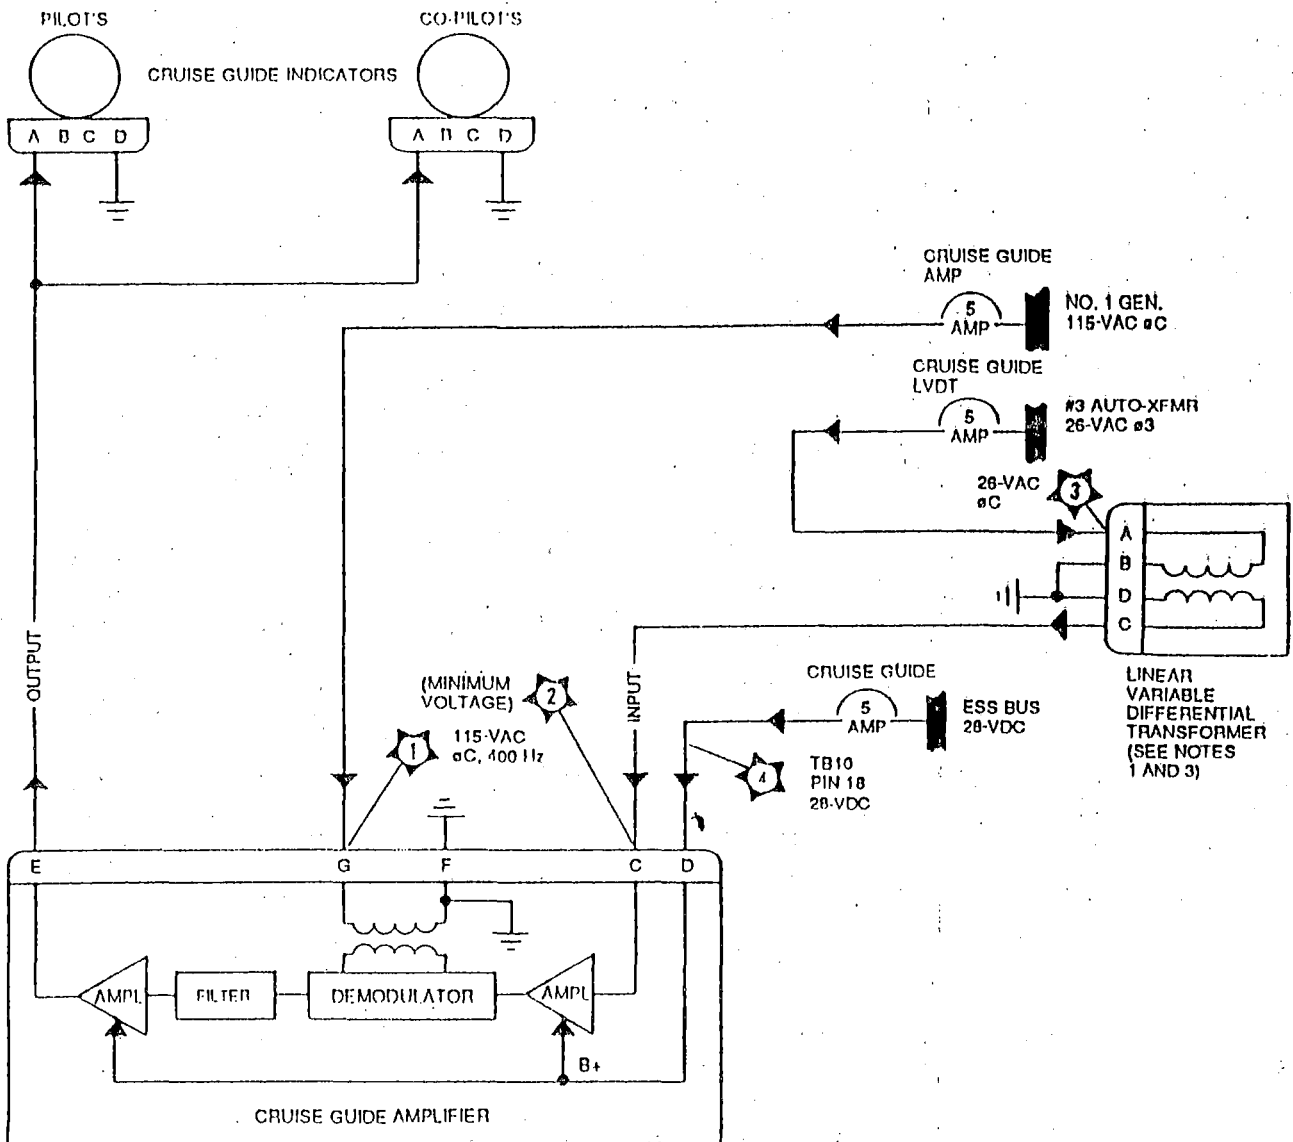 PILOT'S
CO-PILOT'S
CRUISE GUIDE INDICATORS
A B C D
A B C D
CRUISE GUIDE
AMP
5
AMP
NO. 1 GEN.
115-VAC øC
CRUISE GUIDE
LVDT
5
AMP
#3 AUTO-XFMR
26-VAC ø3
26-VAC
øC
3
A
B
D
C
LINEAR
VARIABLE
DIFFERENTIAL
TRANSFORMER
(SEE NOTES
1 AND 3)
OUTPUT
INPUT
(MINIMUM
VOLTAGE)
2
1
115-VAC
øC, 400 Hz
CRUISE GUIDE
5
AMP
ESS BUS
28-VDC
4
TB10
PIN 18
28-VDC
E G F C D
AMPL
FILTER
DEMODULATOR
AMPL
B+
CRUISE GUIDE AMPLIFIER